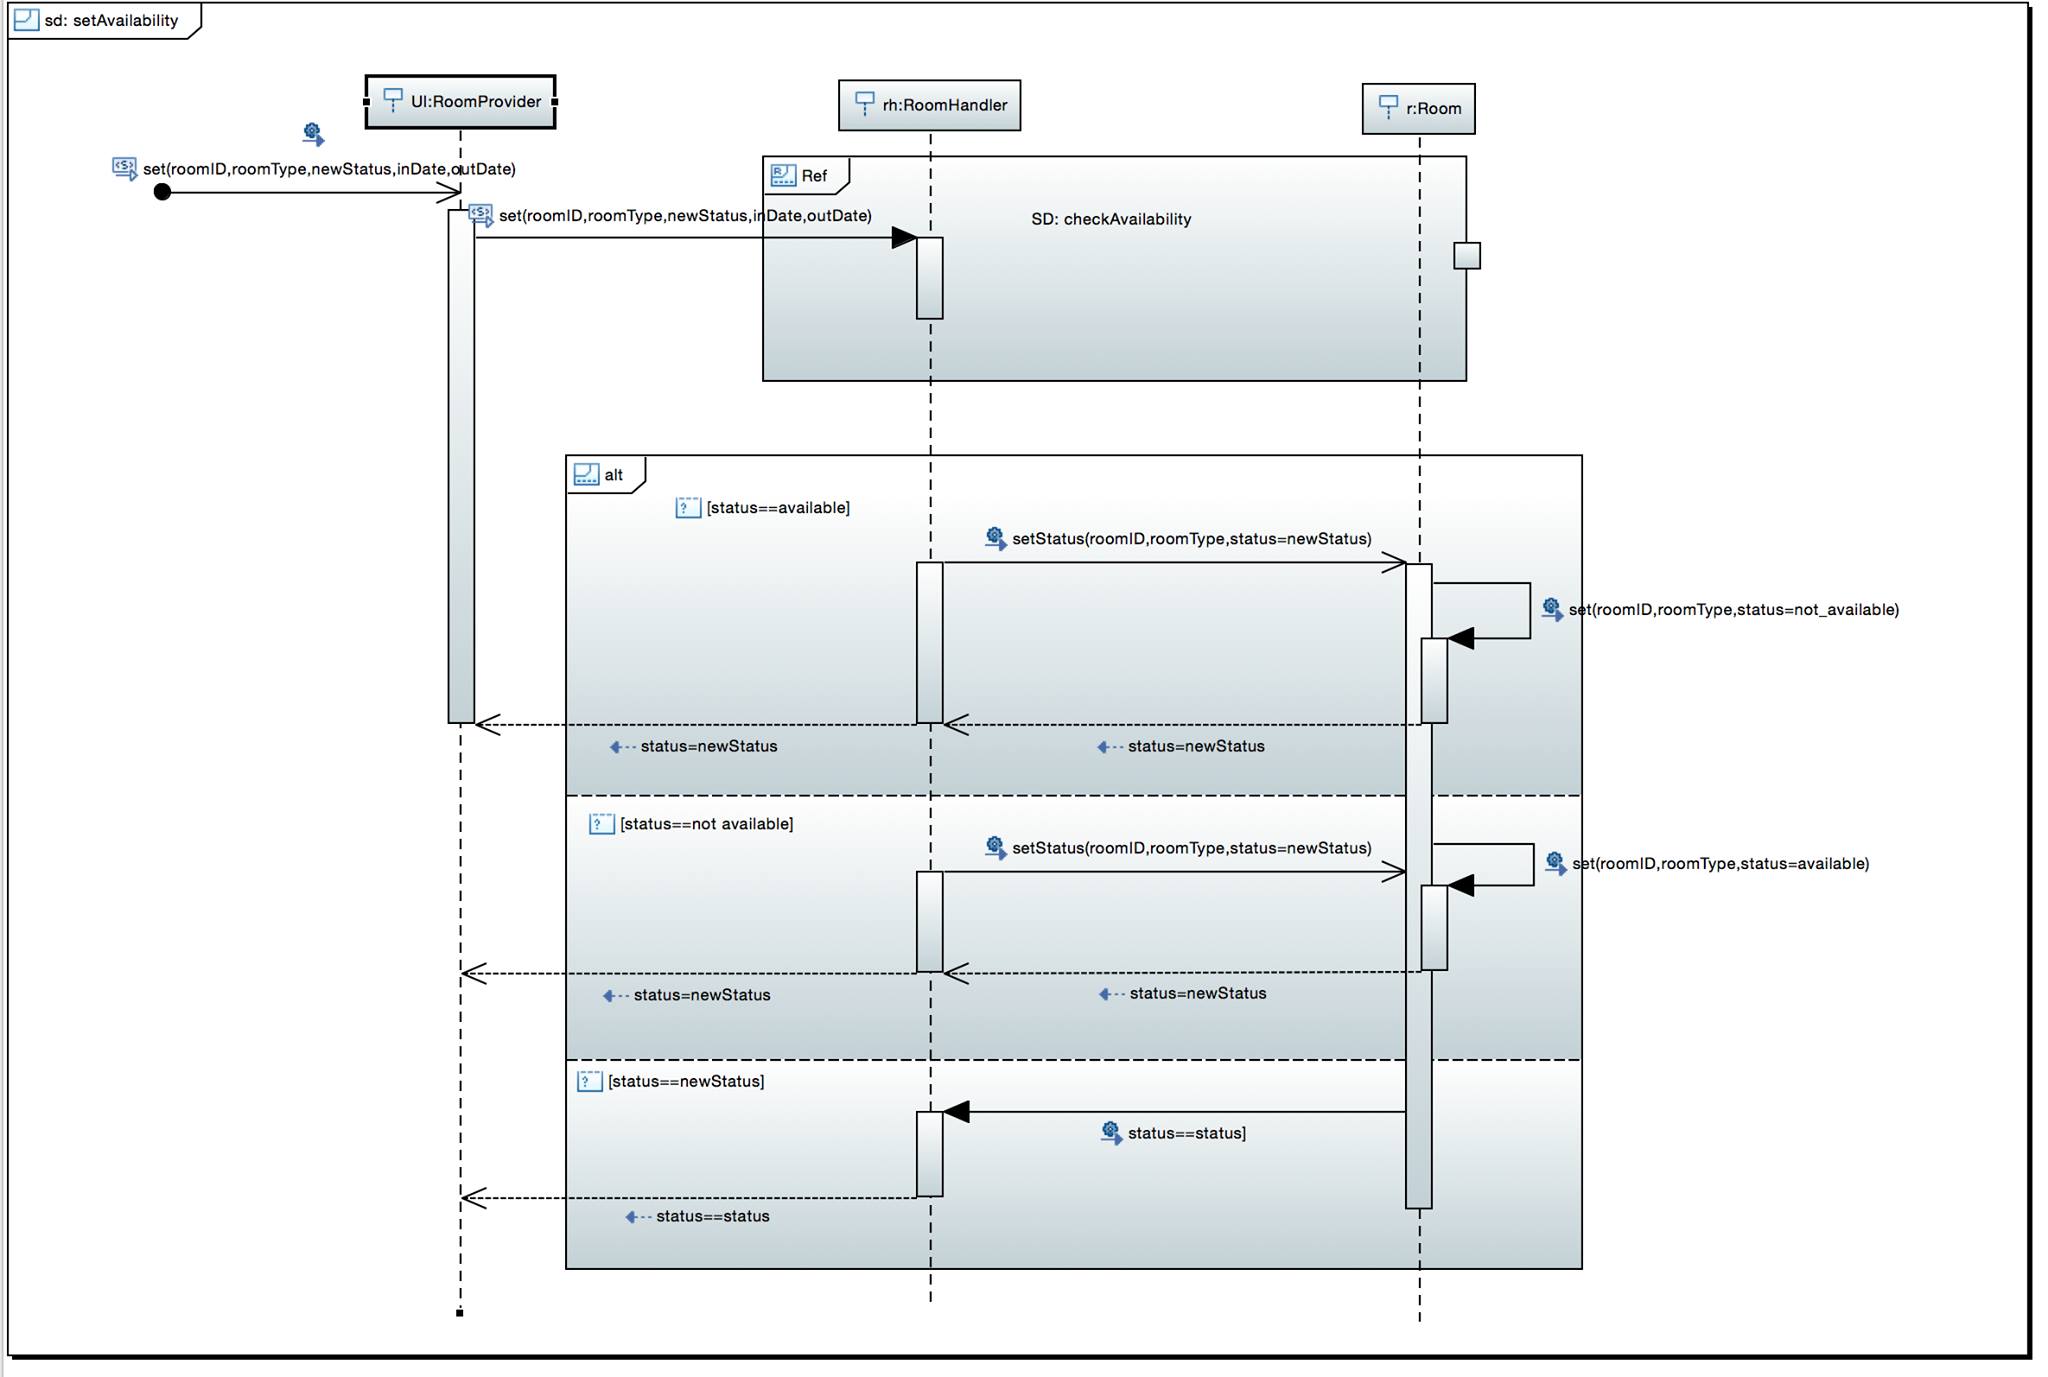 sd: setAvailability
UI:RoomProvider
rh:RoomHandler
r:Room
set(roomID,roomType,newStatus,inDate,outDate)
R
Ref
<S>
<S>
set(roomID,roomType,newStatus,inDate,outDate)
SD: checkAvailability
alt
? [status==available]
setStatus(roomID,roomType,status=newStatus)
set(roomID,roomType,status=not_available)
status=newStatus
status=newStatus
? [status==not available]
setStatus(roomID,roomType,status=newStatus)
set(roomID,roomType,status=available)
status=newStatus
status=newStatus
? [status==newStatus]
status==status]
status==status